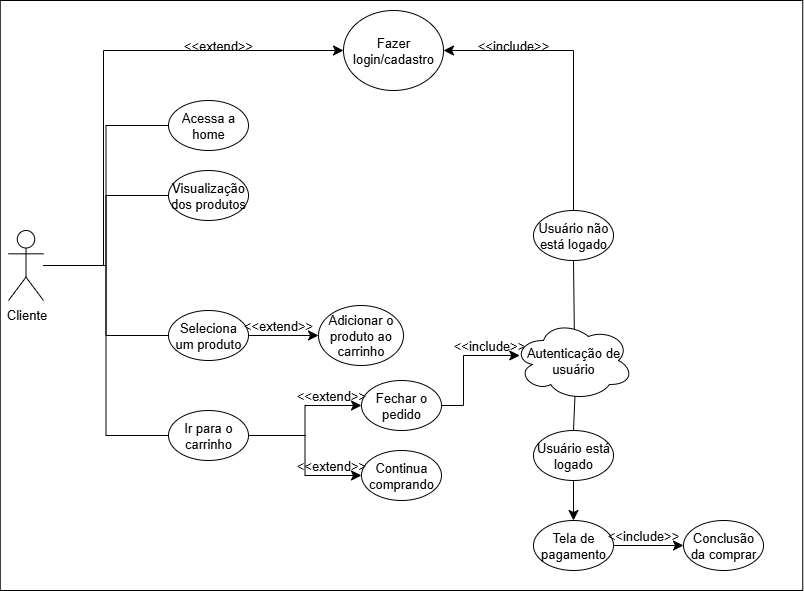 <<extend>>
Fazer
login/cadastro
<<include>>
Acessa a
home
Visualização
dos produtos
Usuário não
está logado
Cliente
Seleciona
um produto
<<extend>>
Adicionar o
produto ao
carrinho
<<include>>
Autenticação de
usuário
<<extend>>
Fechar o
pedido
Ir para o
carrinho
<<extend>>
Continua
comprando
Usuário está
logado
Tela de
pagamento
<<include>>
Conclusão
da comprar